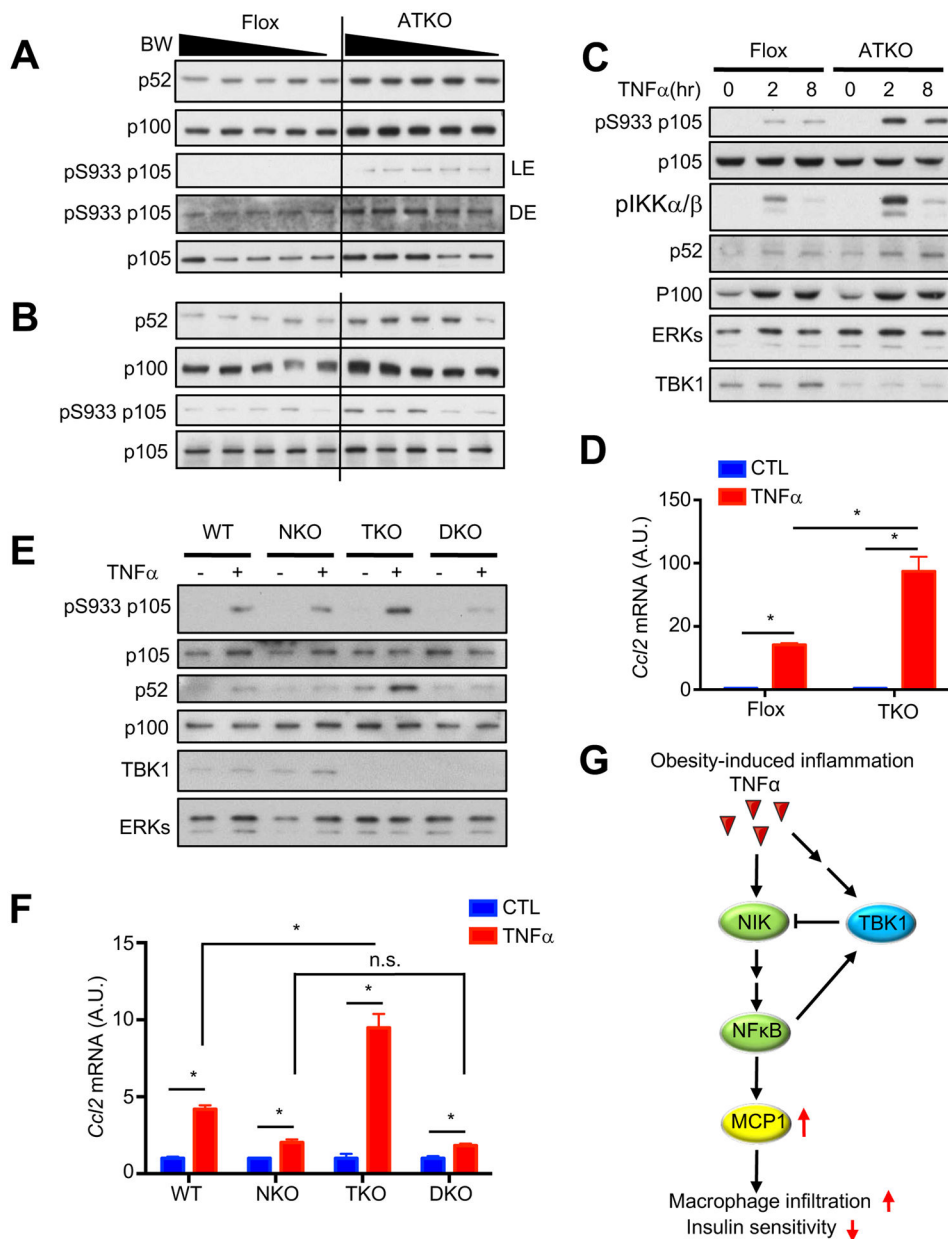 A
Flox ATKO
BW
p52
p100
pS933 p105 LE
pS933 p105 DE
p105
B
p52
p100
pS933 p105
p105
C
Flox ATKO
TNFα(hr) 0 2 8 0 2 8
pS933 p105
p105
pIKKα/β
p52
P100
ERKs
TBK1
D
CTL
TNFα
Ccl2 mRNA (A.U.)
150
100
20
0
*
*
*
Flox TKO
E
WT NKO TKO DKO
TNFα - + - + - + - +
pS933 p105
p105
p52
p100
TBK1
ERKs
F
CTL
TNFα
Ccl2 mRNA (A.U.)
15
10
5
0
*
n.s.
*
*
*
*
WT NKO TKO DKO
G
Obesity-induced inflammation
TNFα
NIK TBK1
NFκB
MCP1
Macrophage infiltration
Insulin sensitivity